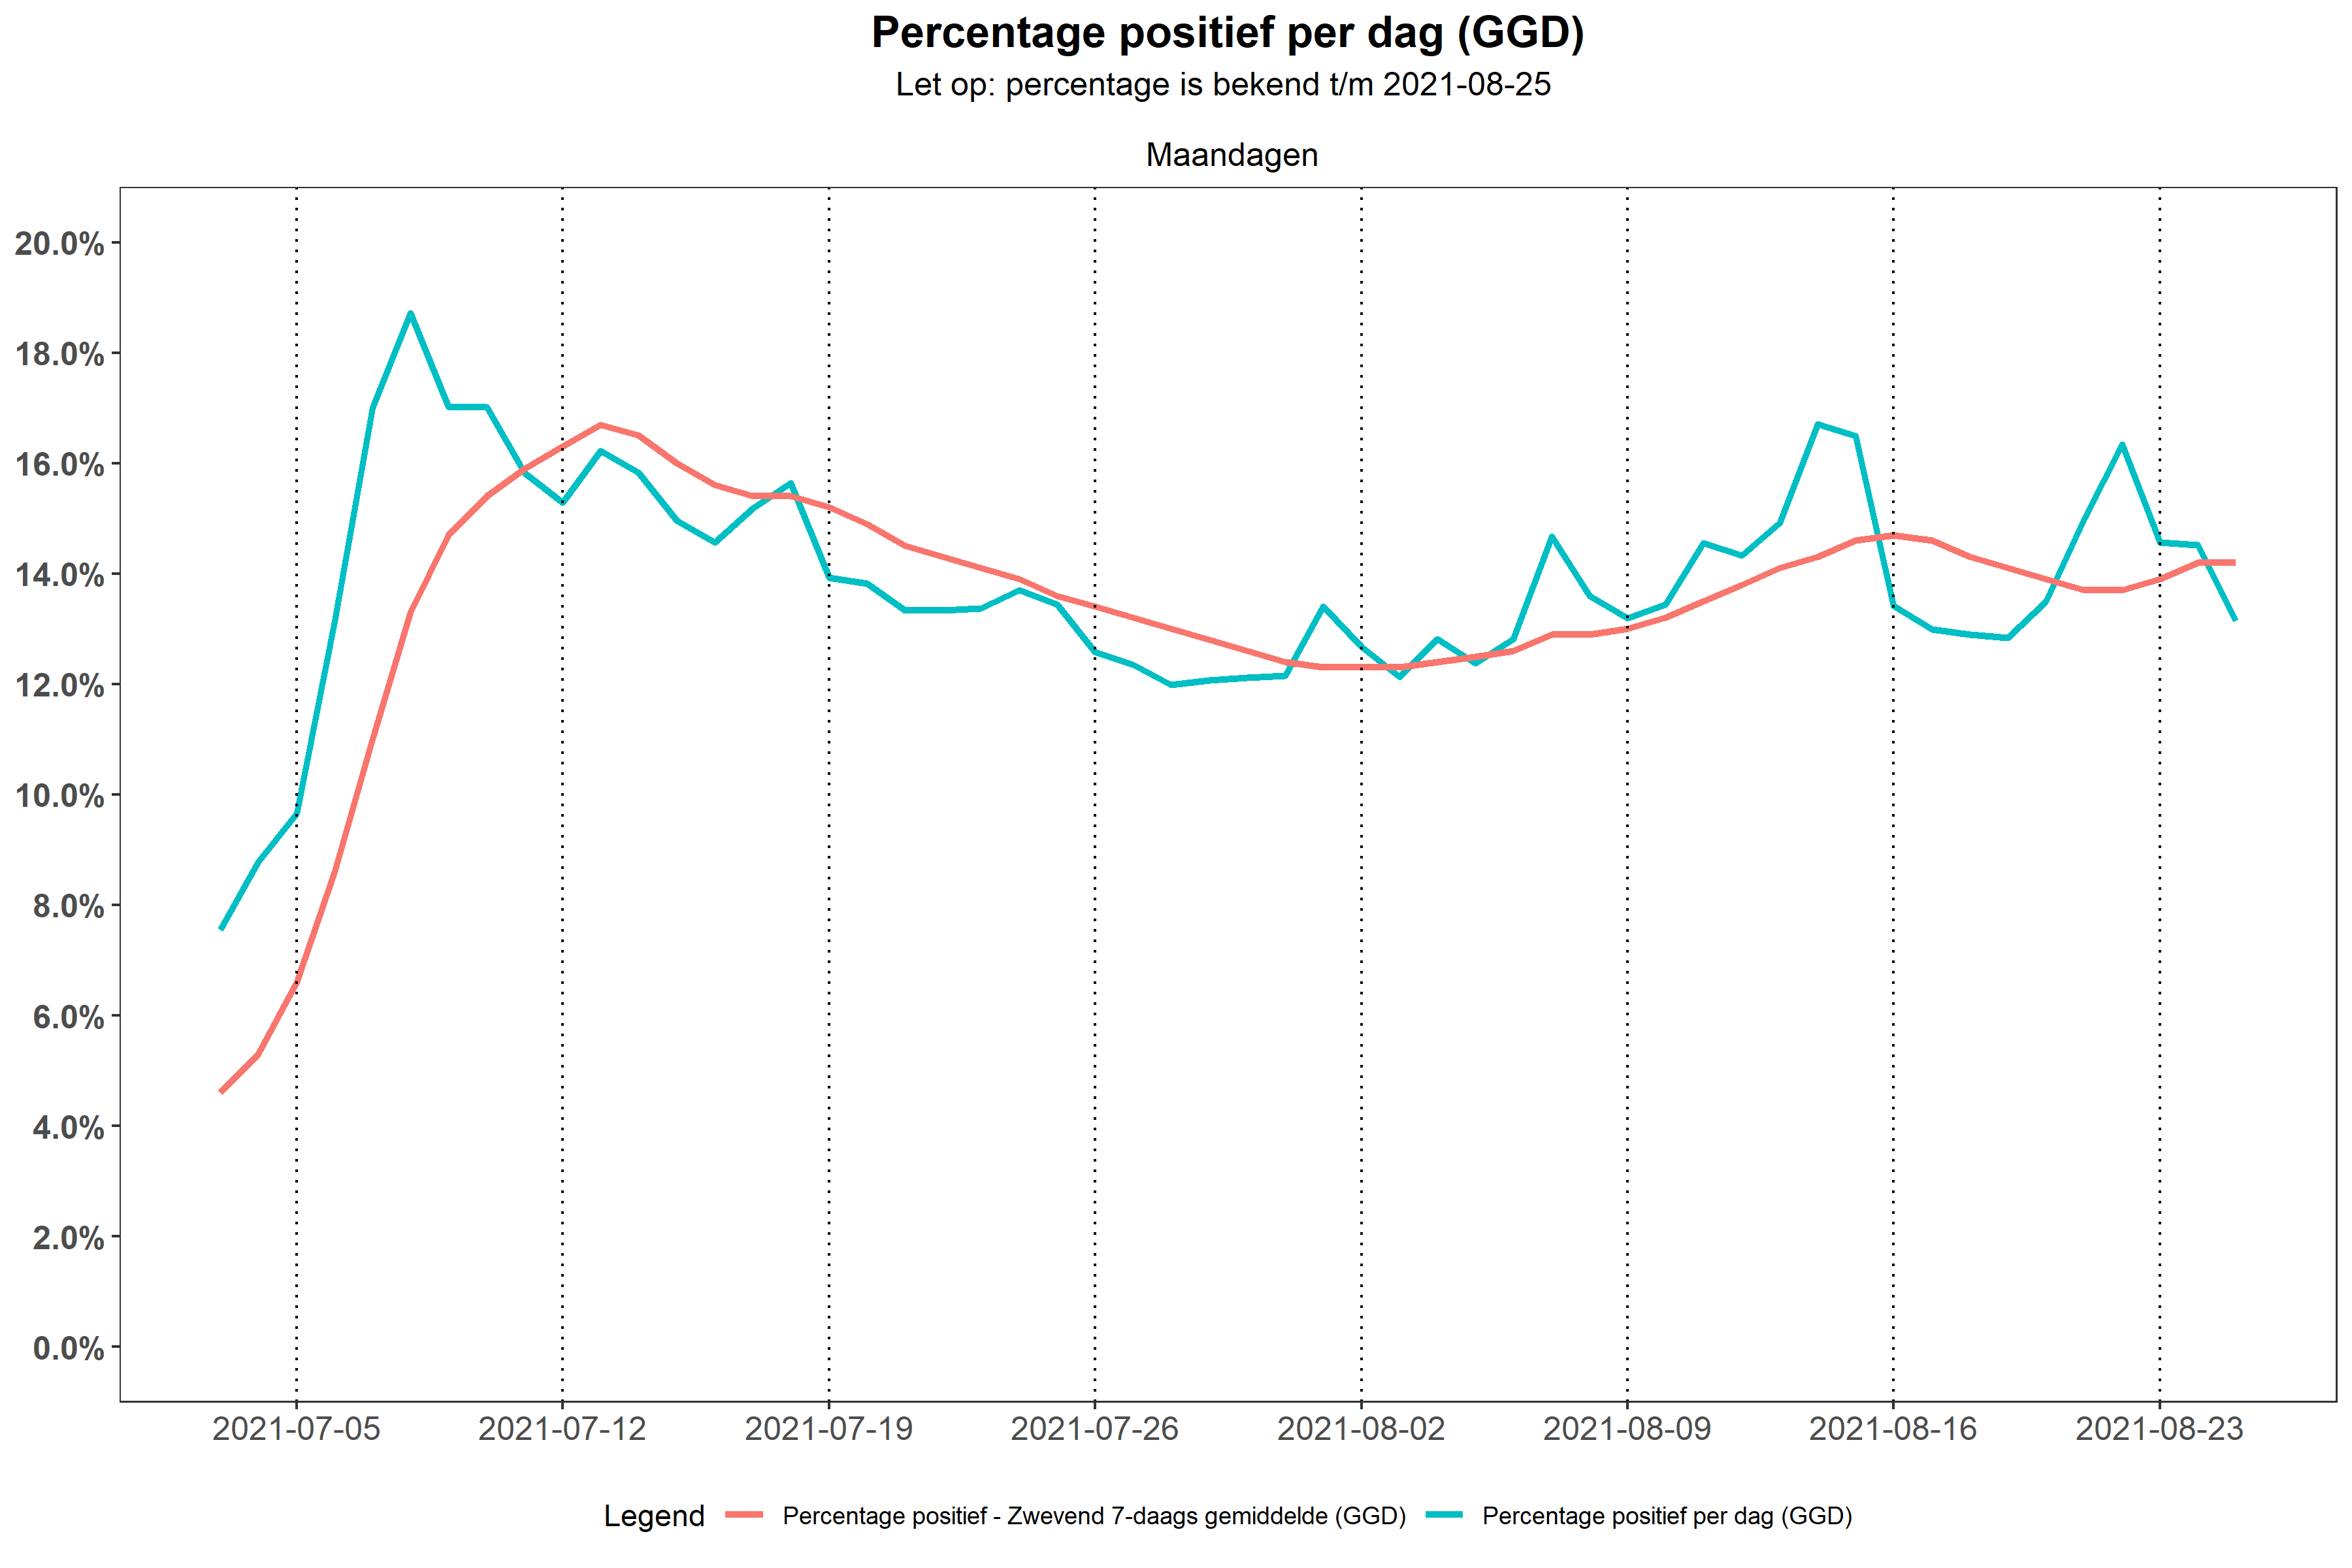 Percentage positief per dag (GGD)
Let op: percentage is bekend t/m 2021-08-25
Maandagen
20.0%
18.0%
16.0%
14.0%
12.0%
10.0%
8.0%
6.0%
4.0%
2.0%
0.0%
2021-07-05 2021-07-12 2021-07-19 2021-07-26 2021-08-02 2021-08-09 2021-08-16 2021-08-23
Legend Percentage positief - Zwevend 7-daags gemiddelde (GGD) Percentage positief per dag (GGD)